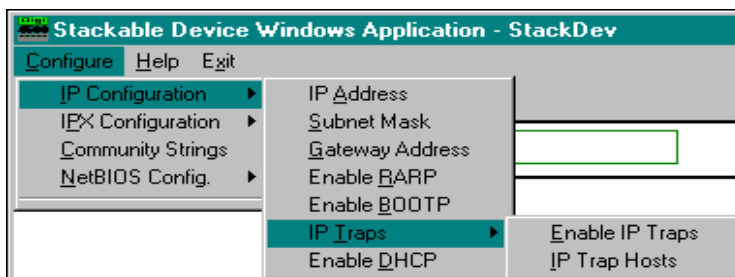 Stackable Device Windows Application - StackDev
Configure Help Exit
IP Configuration
IPX Configuration
Community Strings
NetBIOS Config.
IP Address
Subnet Mask
Gateway Address
Enable RARP
Enable BOOTP
IP Traps
Enable DHCP
Enable IP Traps
IP Trap Hosts